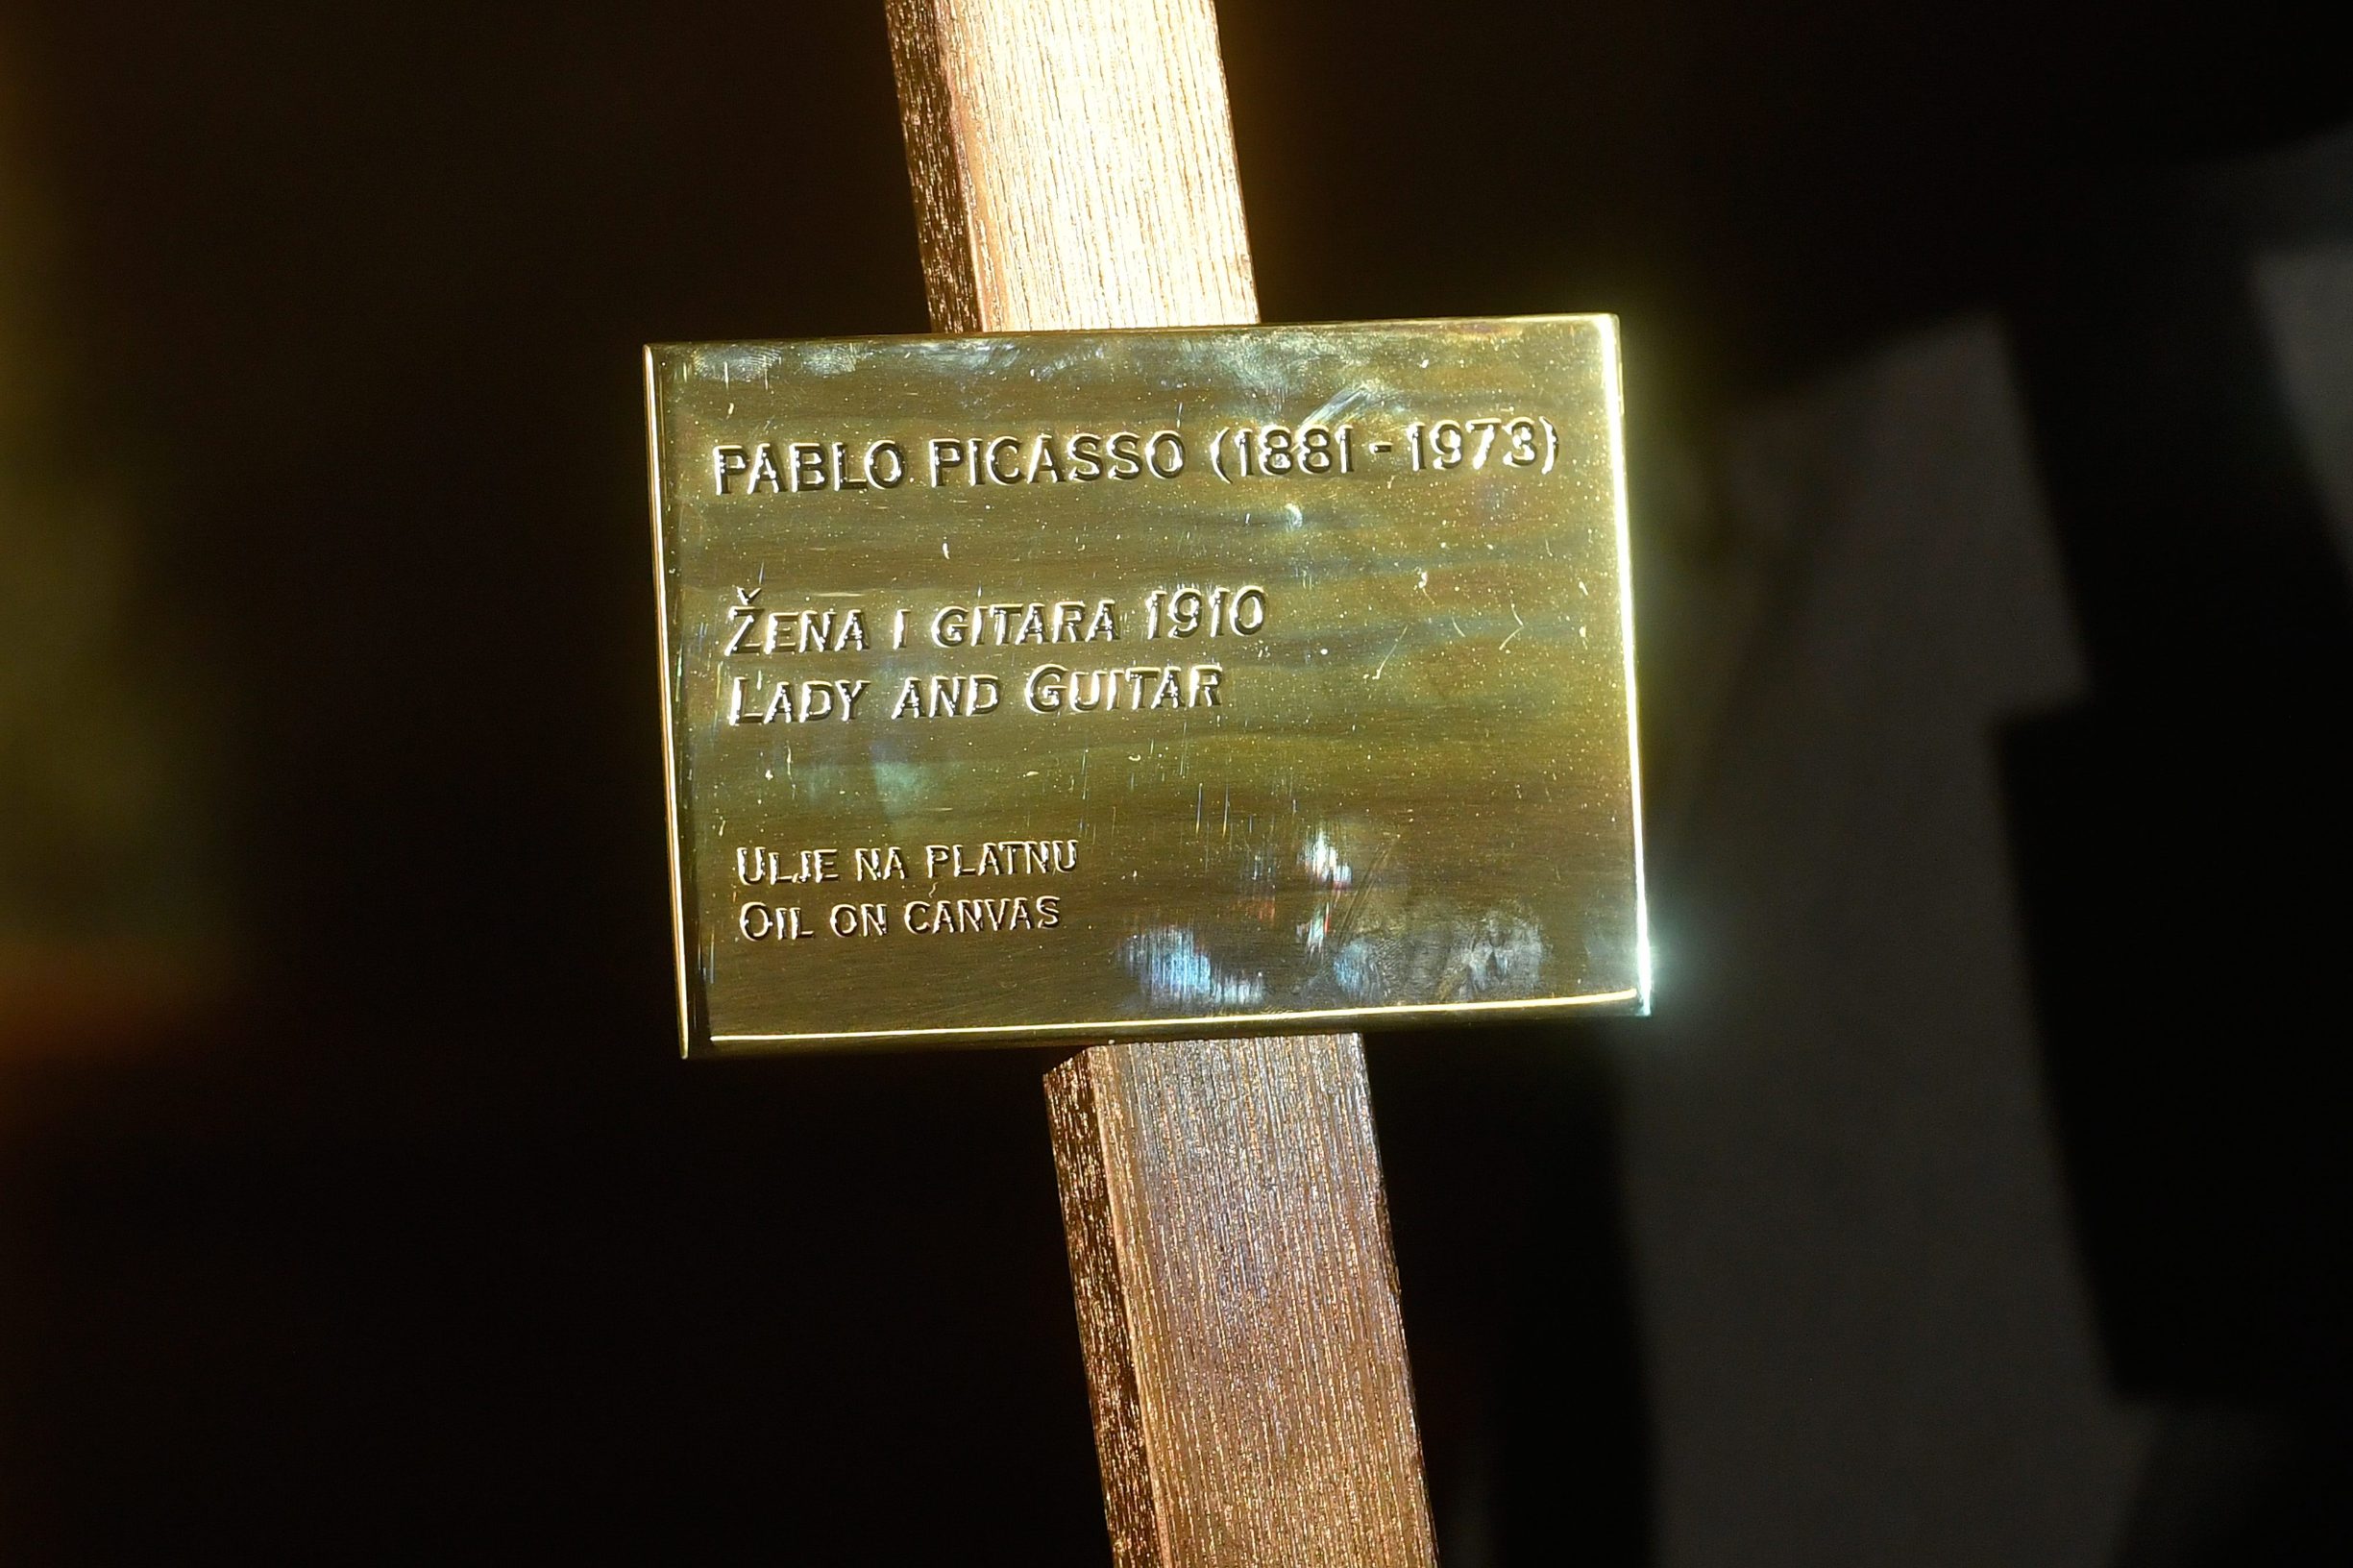 PABLO PICASSO (1881 - 1973)
ŽENA I GITARA 1910
LADY AND GUITAR
ULJE NA PLATNU
OIL ON CANVAS